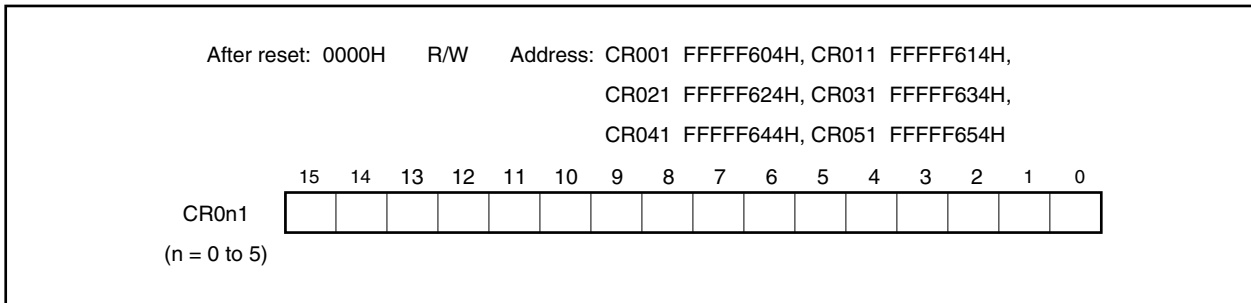 After reset: 0000H R/W Address: CR001 FFFFF604H, CR011 FFFFF614H,
CR021 FFFFF624H, CR031 FFFFF634H,
CR041 FFFFF644H, CR051 FFFFF654H
15 14 13 12 11 10 9 8 7 6 5 4 3 2 1 0
CR0n1
(n = 0 to 5)